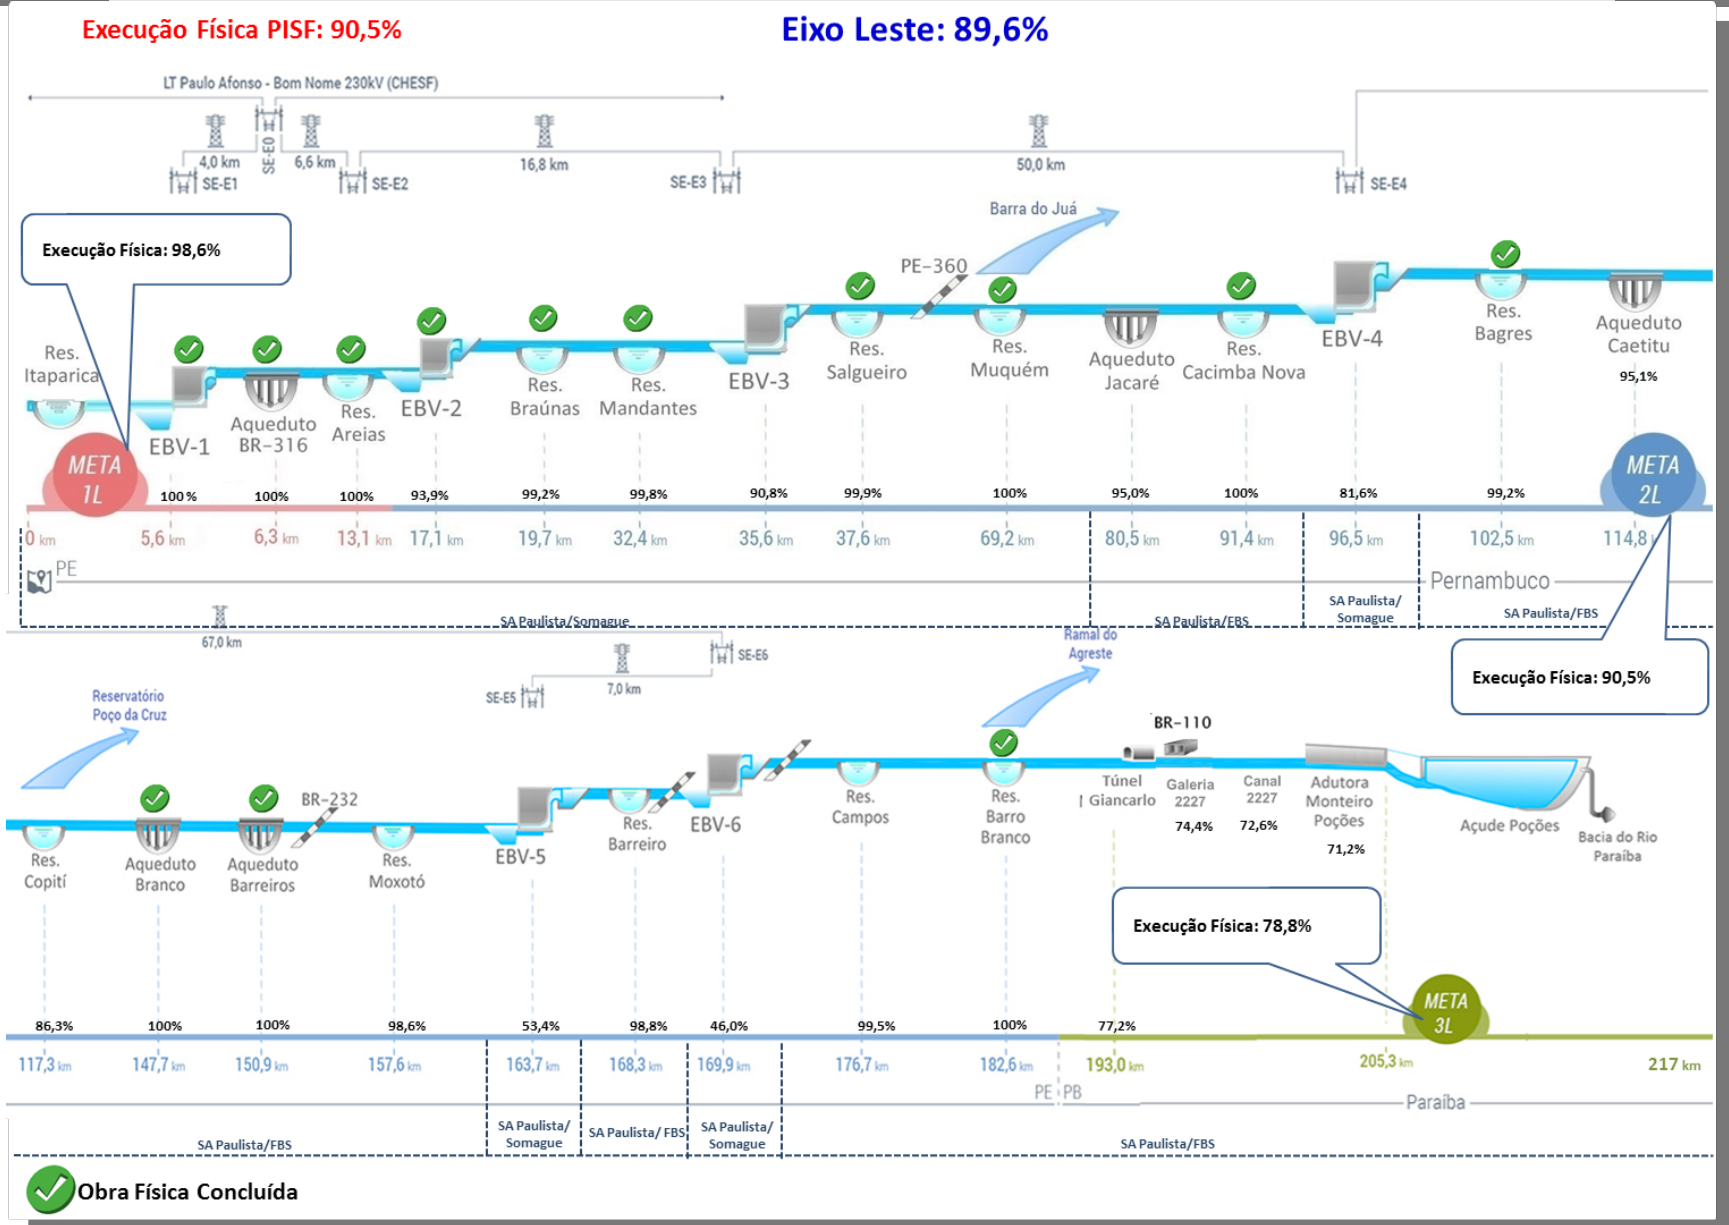 Execução Física PISF: 90,5%
Eixo Leste: 89,6%
LT Paulo Afonso - Bom Nome 230kV (CHESF)
SE-E0
4,0 km
6,6 km
16,8 km
50,0 km
SE-E1
SE-E2
SE-E3
SE-E4
Barra do Juá
Execução Física: 98,6%
PE-360
Res.
Itaparica
EBV-1
Aqueduto
BR-316
Res.
Areias
EBV-2
Res.
Braúnas
Res.
Mandantes
EBV-3
Res.
Salgueiro
Res.
Muquém
Aqueduto
Jacaré
Res.
Cacimba Nova
EBV-4
Res.
Bagres
Aqueduto
Caetitu
95,1%
META
1L
META
2L
100 %
100%
100%
93,9%
99,2%
99,8%
90,8%
99,9%
100%
95,0%
100%
81,6%
99,2%
0 km
5,6 km
6,3 km
13,1 km
17,1 km
19,7 km
32,4 km
35,6 km
37,6 km
69,2 km
80,5 km
91,4 km
96,5 km
102,5 km
114,8
PE
Pernambuco
SA Paulista/Somague
SA Paulista/FBS
SA Paulista/
Somague
SA Paulista/FBS
67,0 km
SE-E6
7,0 km
SE-E5
Ramal do
Agreste
Execução Física: 90,5%
Reservatório
Poço da Cruz
BR-110
BR-232
Res.
Copití
Aqueduto
Branco
Aqueduto
Barreiros
Res.
Moxotó
EBV-5
Res.
Barreiro
EBV-6
Res.
Campos
Res.
Barro
Branco
Túnel
Giancarlo
Galeria
2227
74,4%
Canal
2227
72,6%
Adutora
Monteiro
Poções
71,2%
Açude Poções
Bacia do Rio
Paraíba
Execução Física: 78,8%
META
3L
86,3%
100%
100%
98,6%
53,4%
98,8%
46,0%
99,5%
100%
77,2%
117,3 km
147,7 km
150,9 km
157,6 km
163,7 km
168,3 km
169,9 km
176,7 km
182,6 km
193,0 km
205,3 km
217 km
PE
PB
Paraíba
SA Paulista/FBS
SA Paulista/
Somague
SA Paulista/ FBS
SA Paulista/
Somague
SA Paulista/FBS
Obra Física Concluída